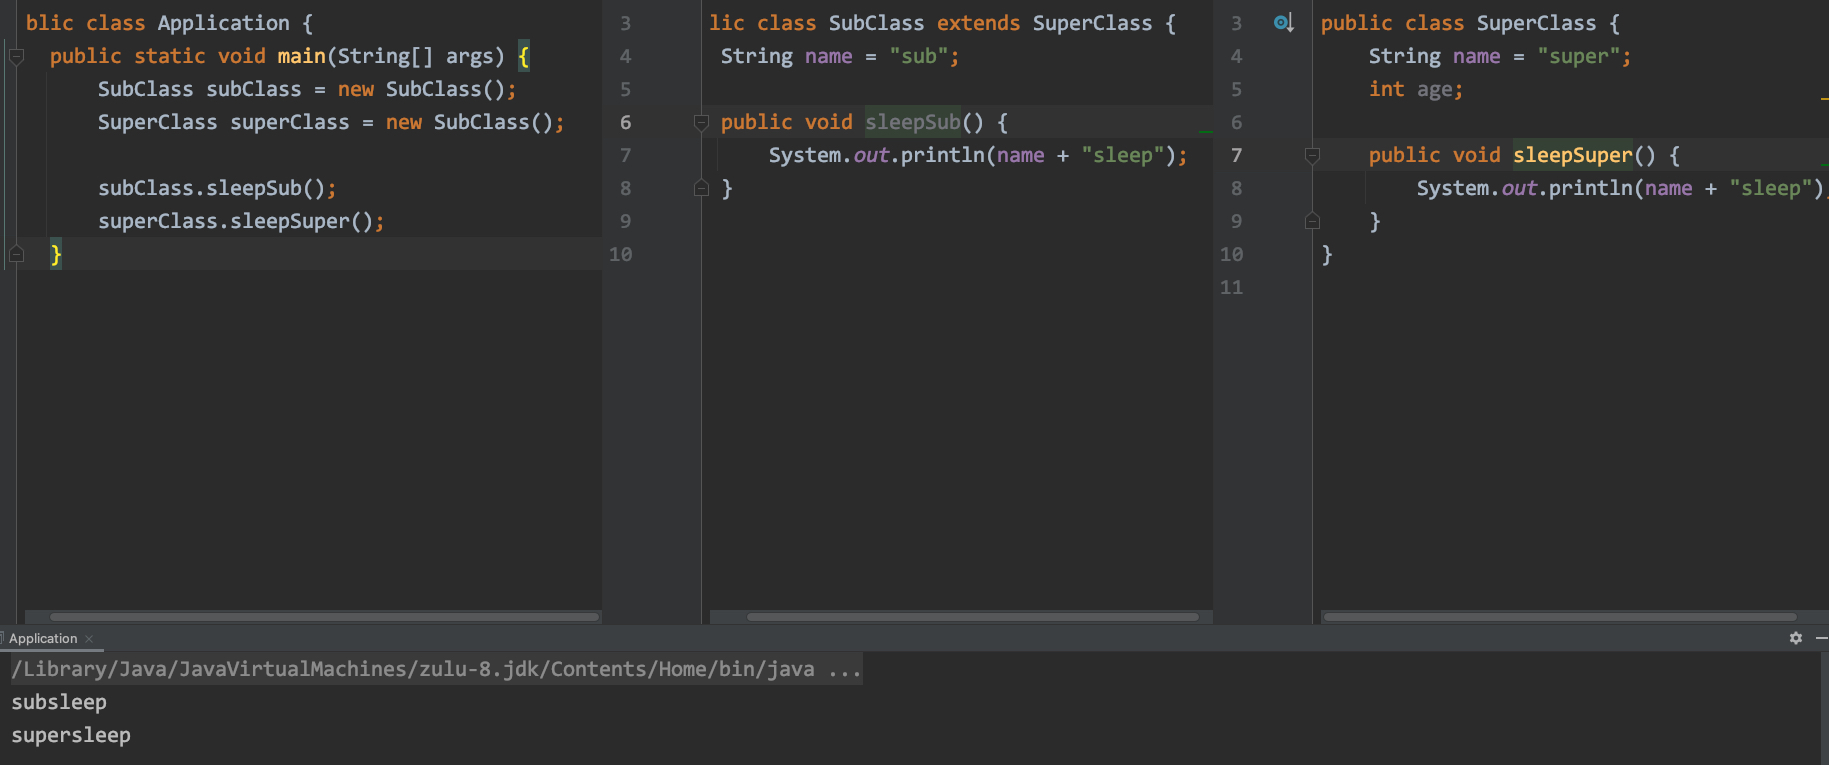 blic class Application {
public static void main(String[] args) {
SubClass subClass = new SubClass();
SuperClass superClass = new SubClass();
subClass.sleepSub();
superClass.sleepSuper();
}
3
4
5
6
7
8
9
10
lic class SubClass extends SuperClass {
String name = "sub";
public void sleepSub() {
System.out.println(name + "sleep");
}
3
4
5
6
7
8
9
10
11
public class SuperClass {
String name = "super";
int age;
public void sleepSuper() {
System.out.println(name + "sleep")
}
}
Application
/Library/Java/JavaVirtualMachines/zulu-8.jdk/Contents/Home/bin/java ...
subsleep
supersleep